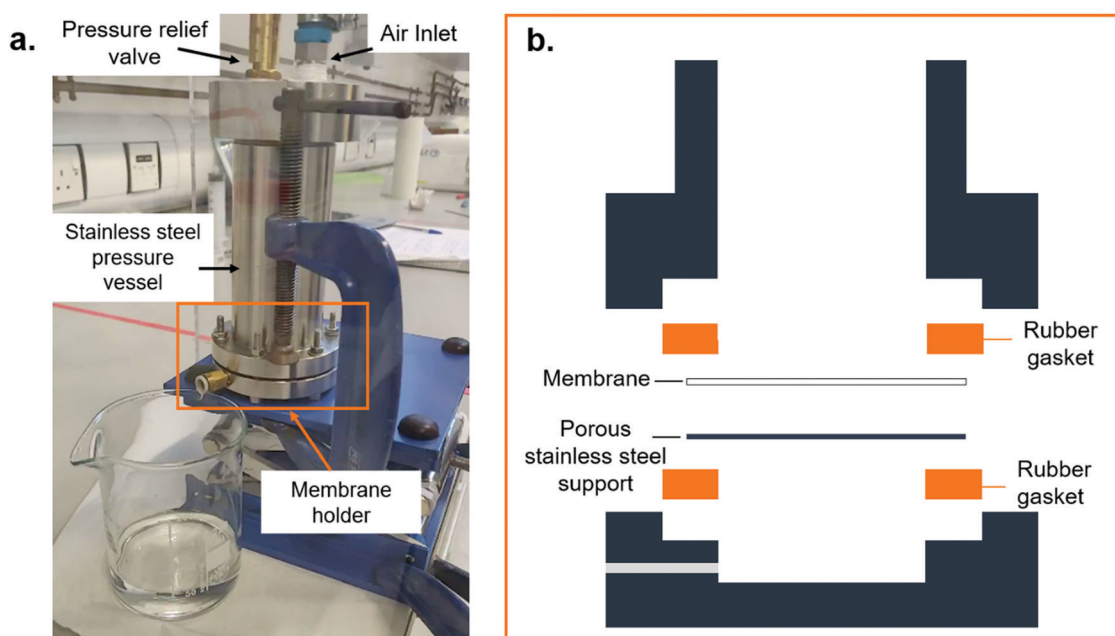 a.
Pressure relief
valve
Air Inlet
Stainless steel
pressure
vessel
Membrane
holder
b.
Rubber
gasket
Membrane
Porous
stainless steel
support
Rubber
gasket